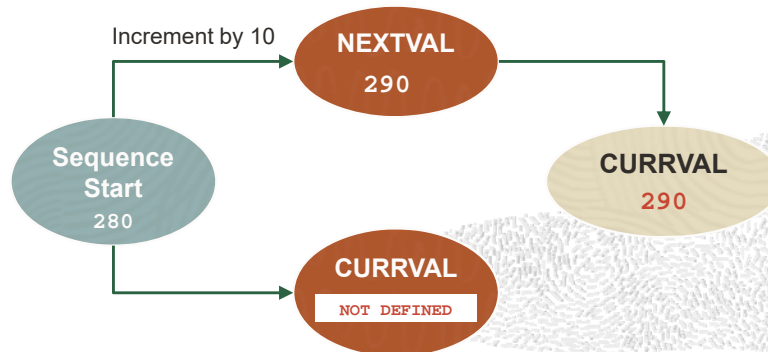 Increment by 10
NEXTVAL
290
Sequence
Start
280
CURRVAL
290
CURRVAL
NOT DEFINED